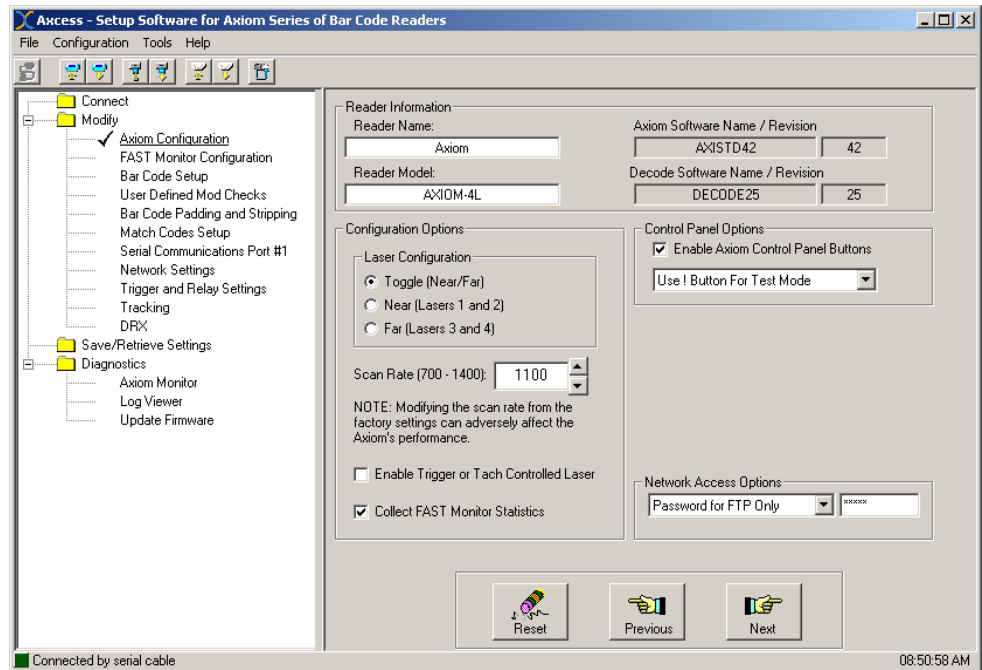 Axcess - Setup Software for Axiom Series of Bar Code Readers
File Configuration Tools Help
Connect
Modify
Axiom Configuration
FAST Monitor Configuration
Bar Code Setup
User Defined Mod Checks
Bar Code Padding and Stripping
Match Codes Setup
Serial Communications Port #1
Network Settings
Trigger and Relay Settings
Tracking
DRX
Save/Retrieve Settings
Diagnostics
Axiom Monitor
Log Viewer
Update Firmware
Reader Information
Reader Name:
Axiom
Reader Model:
AXIOM-4L
Axiom Software Name / Revision
AXISTD42 42
Decode Software Name / Revision
DECODE25 25
Configuration Options
Laser Configuration
Toggle (Near/Far)
Near (Lasers 1 and 2)
Far (Lasers 3 and 4)
Scan Rate (700 - 1400): 1100
NOTE: Modifying the scan rate from the
factory settings can adversely affect the
Axiom's performance.
Enable Trigger or Tach Controlled Laser
Collect FAST Monitor Statistics
Control Panel Options
Enable Axiom Control Panel Buttons
Use ! Button For Test Mode
Network Access Options
Password for FTP Only xxxxx
Reset Previous Next
Connected by serial cable 08:50:58 AM